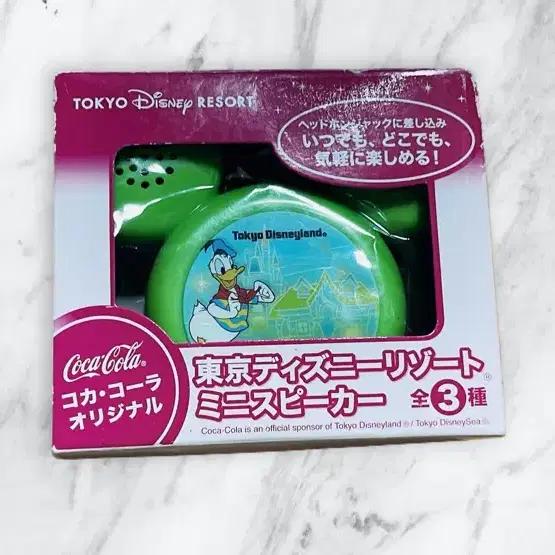 TOKYO Disney RESORT
ヘッドホンジャックに差し込み
いつでも、どこでも、
気軽に楽しめる!
Tokyo Disneyland®
Coca-Cola®
コカ・コーラ
オリジナル
東京ディズニーリゾート®
ミニスピーカー 全3種
Coca-Cola is an official sponsor of Tokyo Disneyland®/Tokyo DisneySea®.